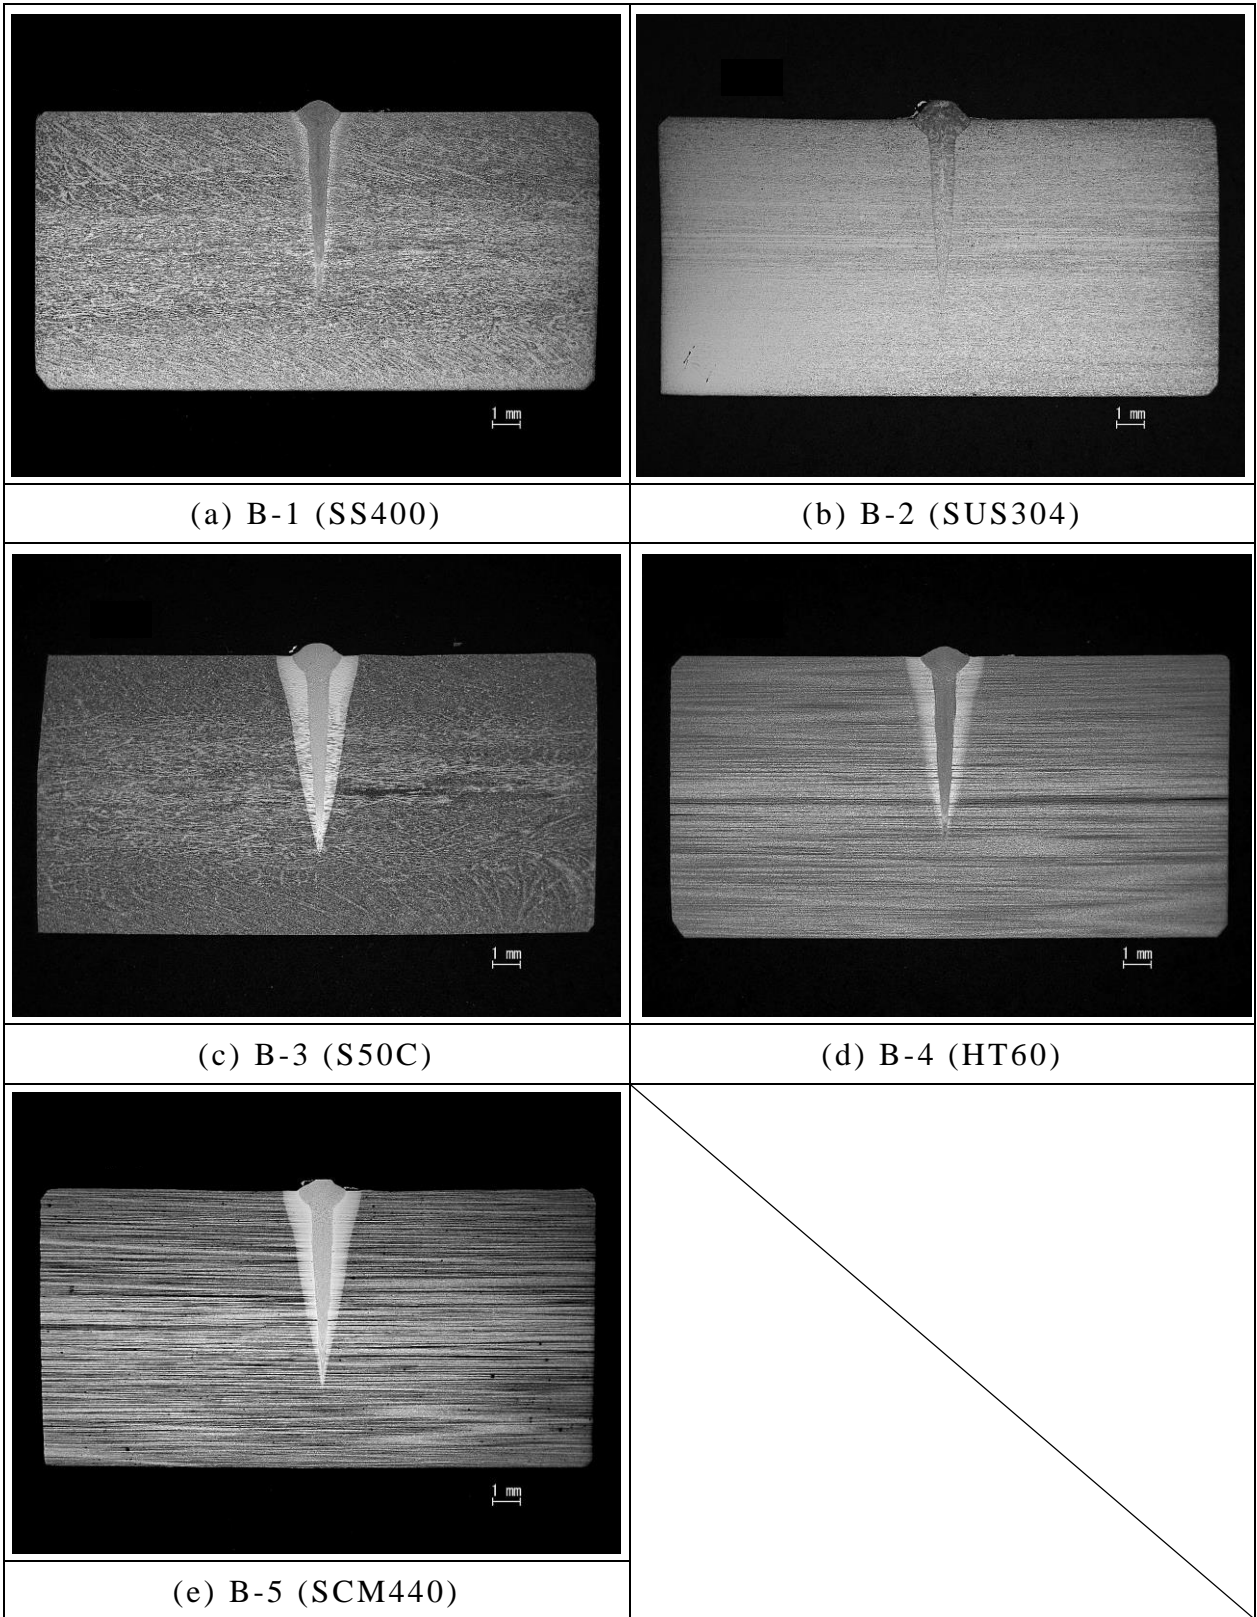 1 mm
1 mm
(a) B-1 (SS400)
(b) B-2 (SUS304)
1 mm
1 mm
(c) B-3 (S50C)
(d) B-4 (HT60)
1 mm
(e) B-5 (SCM440)